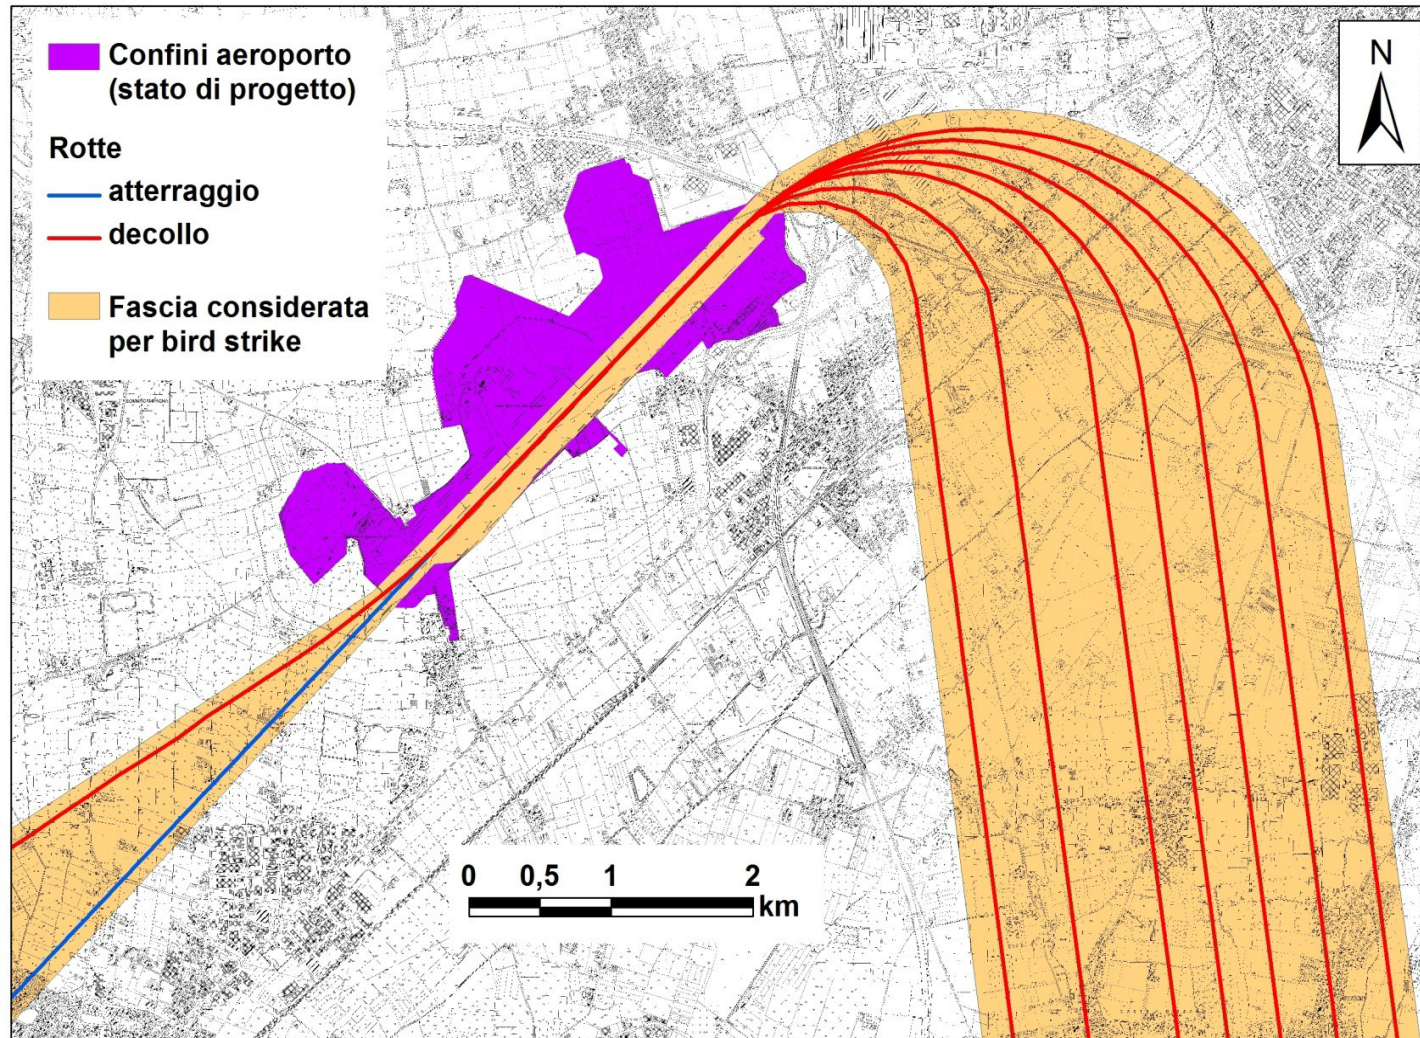 Confini aeroporto
(stato di progetto)
Rotte
atterraggio
decollo
Fascia considerata
per bird strike
N
0 0,5 1 2
km